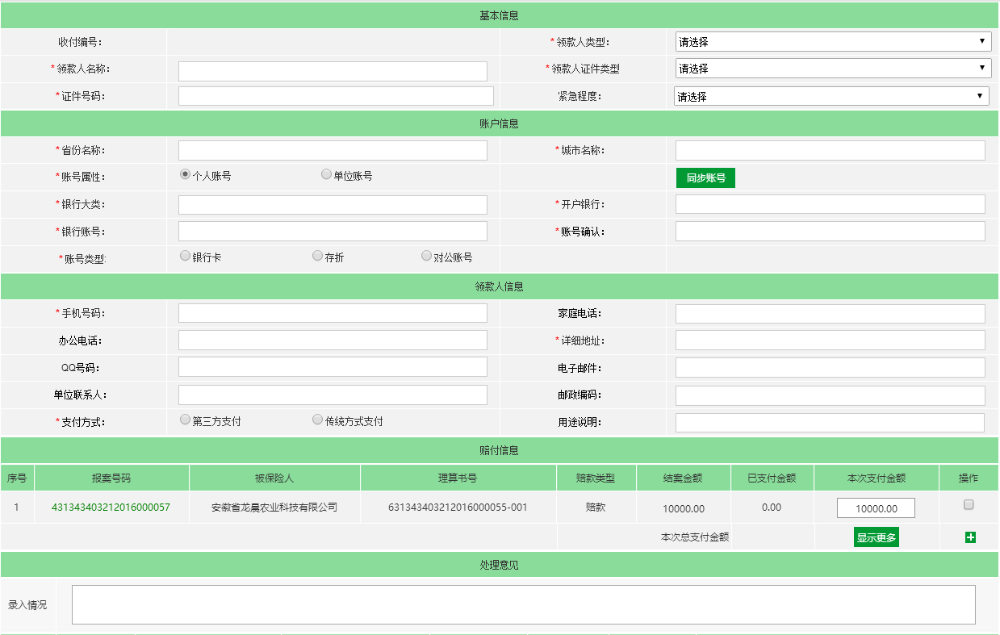 基本信息
收付编号: *领款人类型: 请选择
*领款人名称: *领款人证件类型 请选择
*证件号码: 紧急程度: 请选择
账户信息
*省份名称: *城市名称:
*账号属性: 个人账号 单位账号 同步账号
*银行大类: *开户银行:
*银行账号: *账号确认:
*账号类型: 银行卡 存折 对公账号
领款人信息
*手机号码: 家庭电话:
办公电话: *详细地址:
QQ号码: 电子邮件:
单位联系人: 邮政编码:
*支付方式: 第三方支付 传统方式支付 用途说明:
赔付信息
序号 报案号码 被保险人 理算书号 赔款类型 结案金额 已支付金额 本次支付金额 操作
1 431343403212016000057 安徽省龙晨农业科技有限公司 631343403212016000055-001 赔款 10000.00 0.00 10000.00
本次总支付金额 显示更多
处理意见
录入情况